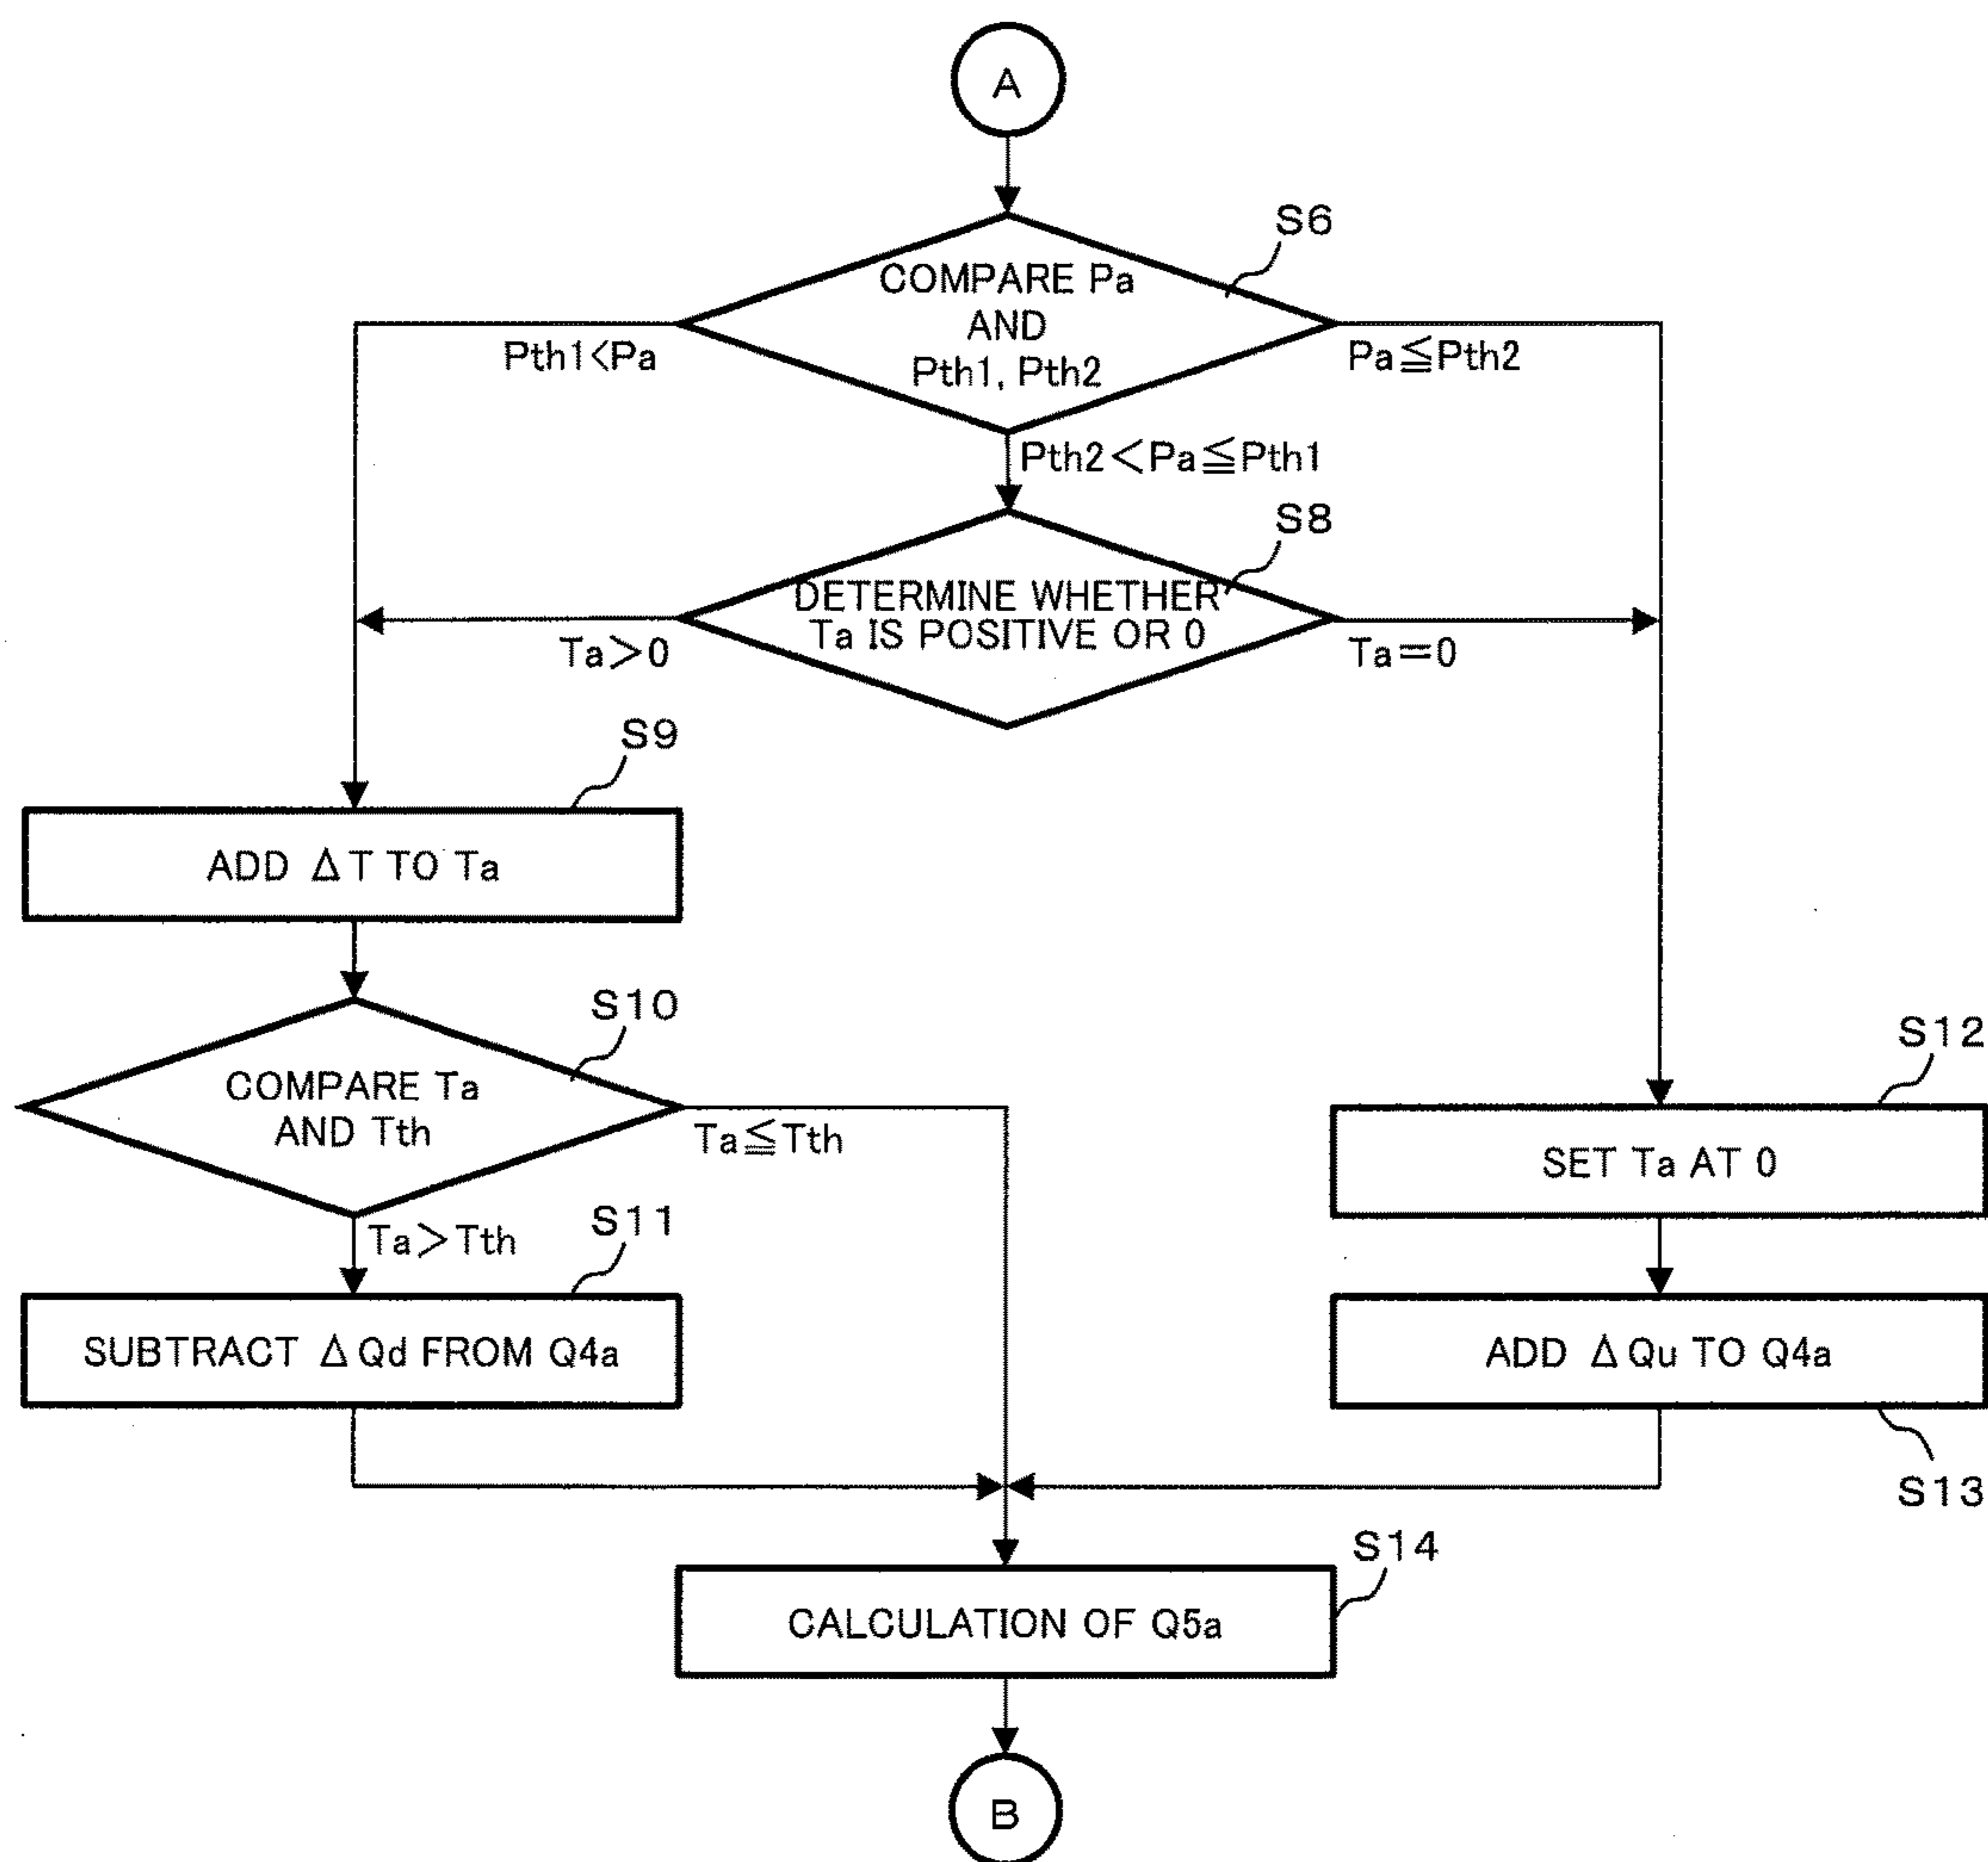 A
S6
COMPARE Pa
AND
Pth1, Pth2
Pth1<Pa
Pa≦Pth2
Pth2<Pa≦Pth1
S8
DETERMINE WHETHER
Ta IS POSITIVE OR 0
Ta>0
Ta=0
S9
ADD ΔT TO Ta
S10
COMPARE Ta
AND Tth
Ta≦Tth
S12
SET Ta AT 0
Ta>Tth
S11
SUBTRACT ΔQd FROM Q4a
ADD ΔQu TO Q4a
S13
S14
CALCULATION OF Q5a
B